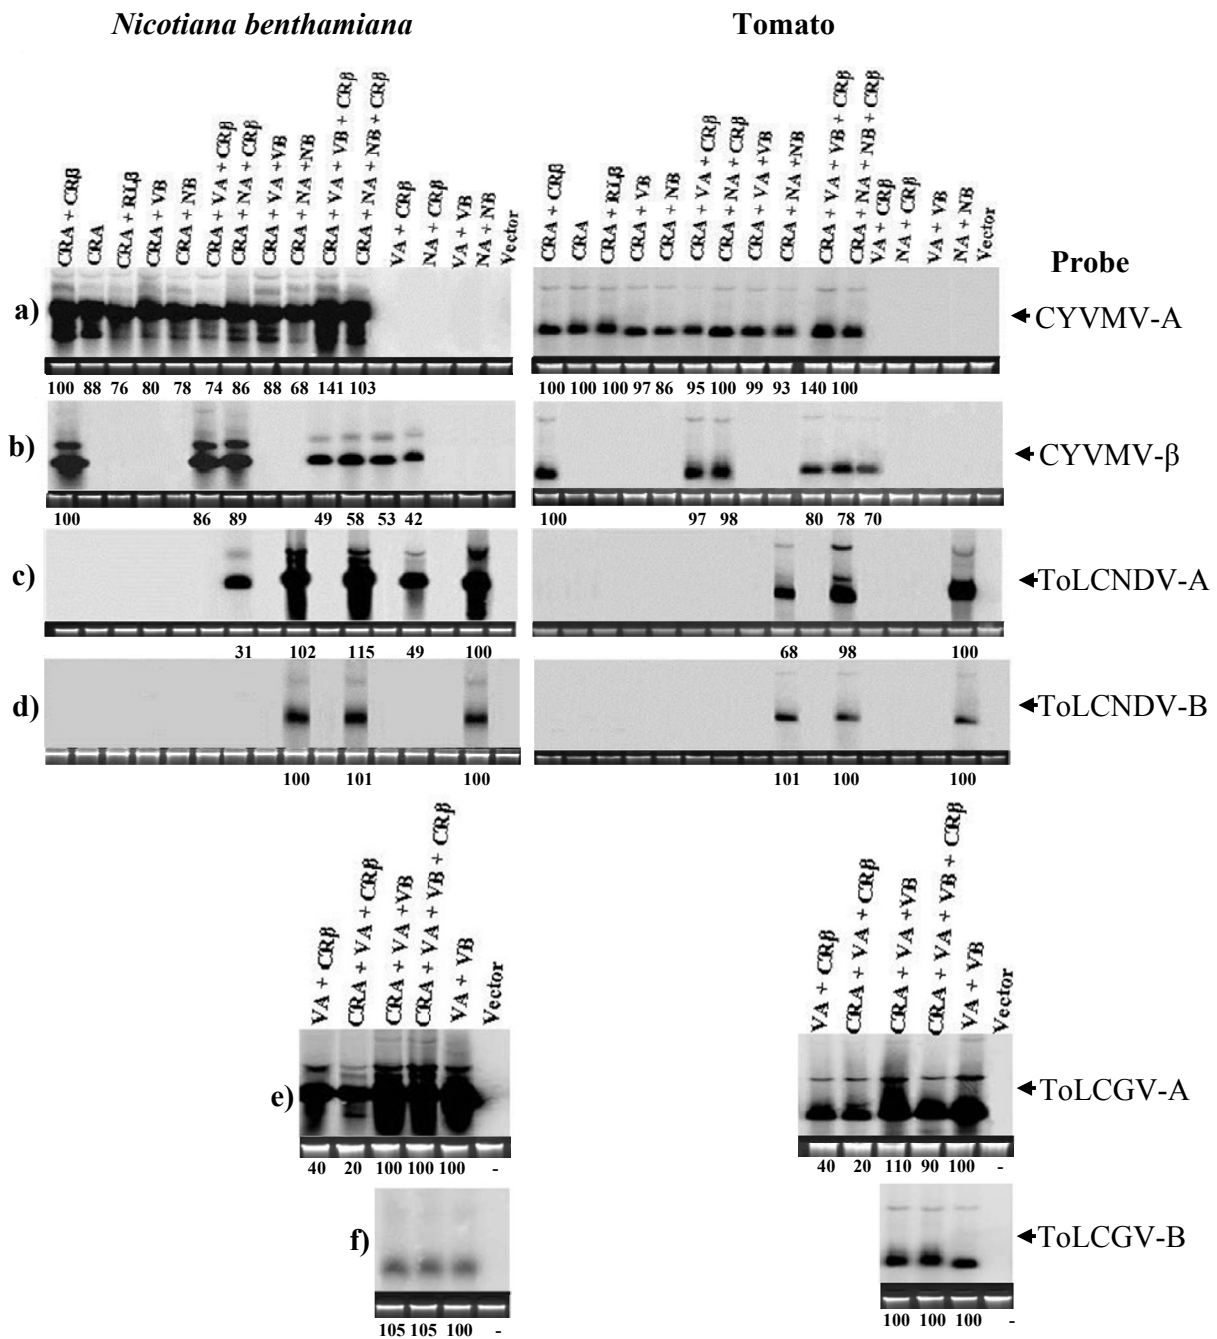 Nicotiana benthamiana
Tomato
CRA + CRβ
CRA
CRA + RLβ
CRA + VB
CRA + NB
CRA + VA + CRβ
CRA + NA + CRβ
CRA + VA + VB
CRA + NA + NB
CRA + VA + VB + CRβ
CRA + NA + NB + CRβ
VA + CRβ
NA + CRβ
VA + VB
NA + NB
Vector
CRA + CRβ
CRA
CRA + RLβ
CRA + VB
CRA + NB
CRA + VA + CRβ
CRA + NA + CRβ
CRA + VA + VB
CRA + NA + NB
CRA + VA + VB + CRβ
CRA + NA + NB + CRβ
VA + CRβ
NA + CRβ
VA + VB
NA + NB
Vector
Probe
a)
CYVMV-A
100 88 76 80 78 74 86 88 68 141 103
100 100 100 97 86 95 100 99 93 140 100
b)
CYVMV-β
100 86 89 49 58 53 42
100 97 98 80 78 70
c)
ToLCNDV-A
31 102 115 49 100
68 98 100
d)
ToLCNDV-B
100 101 100
101 100 100
VA + CRβ
CRA + VA + CRβ
CRA + VA + VB
CRA + VA + VB + CRβ
VA + VB
Vector
VA + CRβ
CRA + VA + CRβ
CRA + VA + VB
CRA + VA + VB + CRβ
VA + VB
Vector
e)
ToLCGV-A
40 20 100 100 100 -
40 20 110 90 100 -
f)
ToLCGV-B
105 105 100 -
100 100 100 -